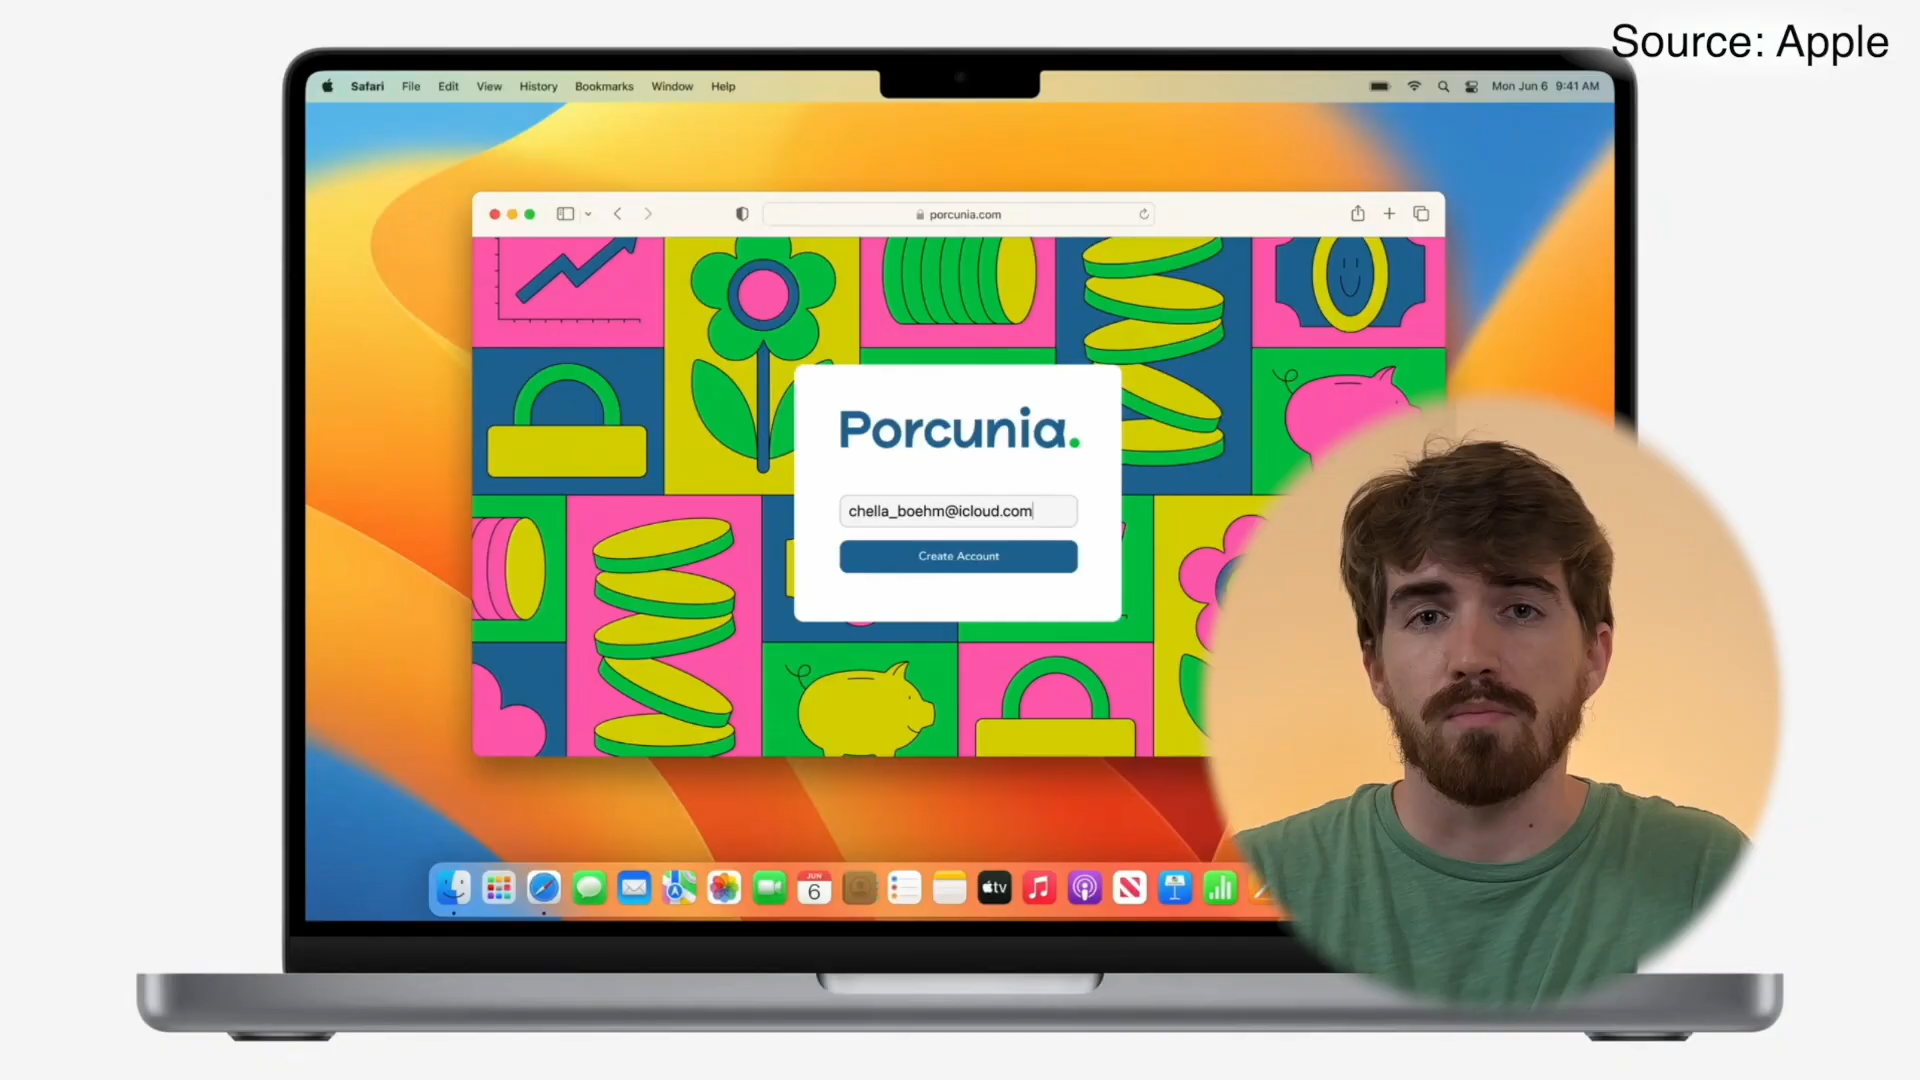 Source: Apple
Safari File Edit View History Bookmarks Window Help
Mon Jun 6 9:41 AM
porcunia.com
Porcunia.
chella_boehm@icloud.com
Create Account
JUN
6
tv